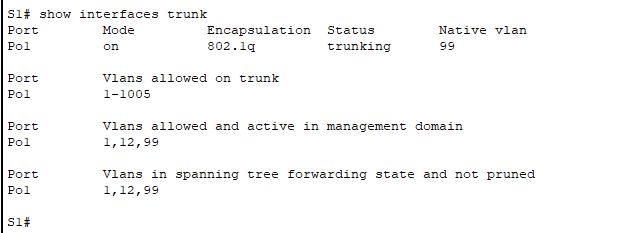 S1# show interfaces trunk
Port Mode Encapsulation Status Native vlan
Po1 on 802.1q trunking 99
Port Vlans allowed on trunk
Po1 1-1005
Port Vlans allowed and active in management domain
Po1 1,12,99
Port Vlans in spanning tree forwarding state and not pruned
Po1 1,12,99
S1#